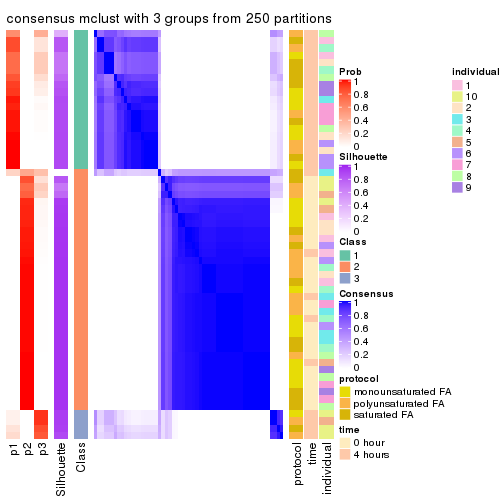 consensus mclust with 3 groups from 250 partitions
Prob
1
0.8
0.6
0.4
0.2
0
Silhouette
1
0.8
0.6
0.4
0.2
0
Class
1
2
3
Consensus
1
0.8
0.6
0.4
0.2
0
protocol
monounsaturated FA
polyunsaturated FA
saturated FA
time
0 hour
4 hours
Individual
1
10
2
3
4
5
6
7
8
9
p1
p2
p3
Silhouette
Class
protocol
time
individual